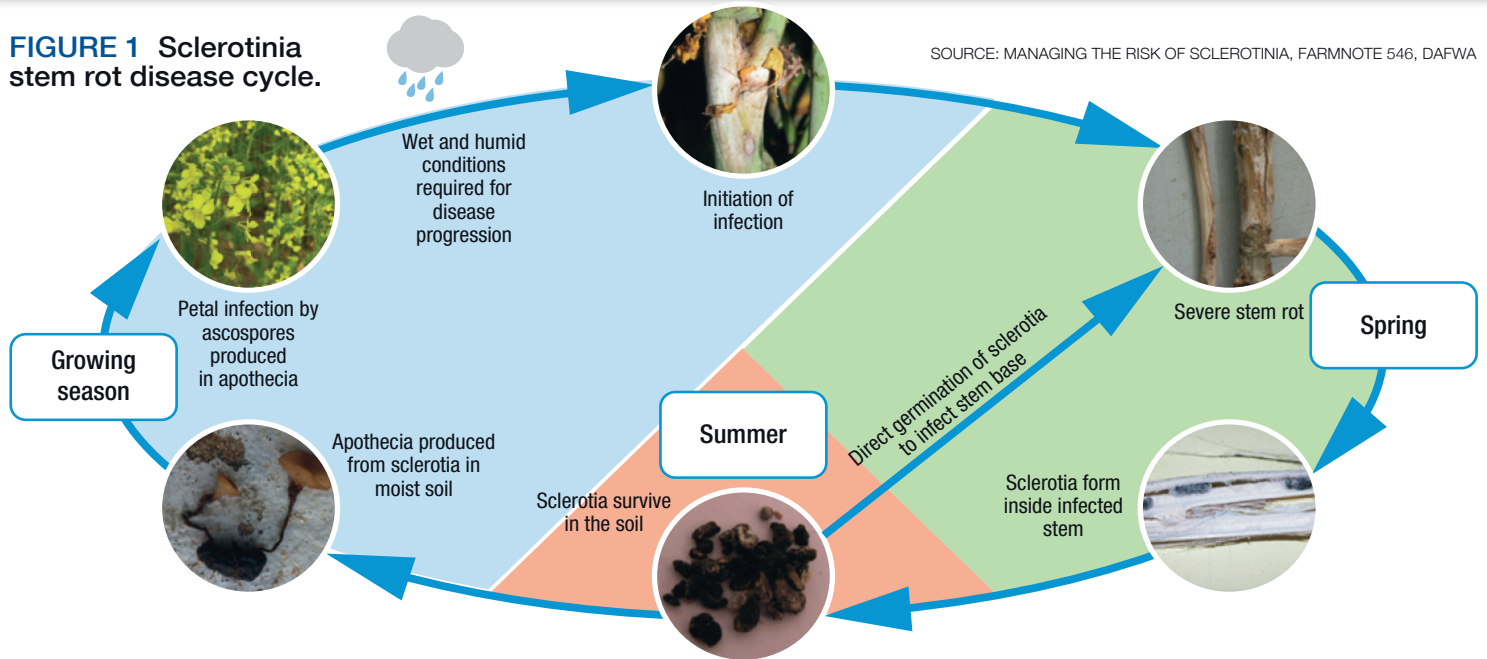 FIGURE 1 Sclerotinia
stem rot disease cycle.
SOURCE: MANAGING THE RISK OF SCLEROTINIA, FARMNOTE 546, DAFWA
Wet and humid
conditions
required for
disease
progression
Initiation of
infection
Petal infection by
ascospores
produced
in apothecia
Severe stem rot
Growing
season
Spring
Summer
Direct germination of sclerotia
to infect stem base
Apothecia produced
from sclerotia in
moist soil
Sclerotia survive
in the soil
Sclerotia form
inside infected
stem